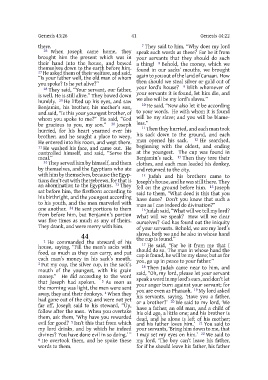 Genesis 43:26
41
Genesis 44:22
there.
26 When Joseph came home, they
brought him the present which was in
their hand into the house, and bowed
themselves down to the earth before him.
27 He asked them of their welfare, and said,
“Is your father well, the old man of whom
you spoke? Is he yet alive?”
28 They said, “Your servant, our father,
is well. He is still alive.” They bowed down
humbly. 29 He lifted up his eyes, and saw
Benjamin, his brother, his mother’s son,
and said, “Is this your youngest brother, of
whom you spoke to me?” He said, “God
be gracious to you, my son.” 30 Joseph
hurried, for his heart yearned over his
brother; and he sought a place to weep.
He entered into his room, and wept there.
31 He washed his face, and came out. He
controlled himself, and said, “Serve the
meal.”
32 They served him by himself, and them
by themselves, and the Egyptians who ate
with him by themselves, because the Egyp-
tians don’t eat with the Hebrews, for that is
an abomination to the Egyptians. 33 They
sat before him, the firstborn according to
his birthright, and the youngest according
to his youth, and the men marveled with
one another. 34 He sent portions to them
from before him, but Benjamin’s portion
was five times as much as any of theirs.
They drank, and were merry with him.
44
1 He commanded the steward of his
house, saying, “Fill the men’s sacks with
food, as much as they can carry, and put
each man’s money in his sack’s mouth.
2 Put my cup, the silver cup, in the sack’s
mouth of the youngest, with his grain
money.” He did according to the word
that Joseph had spoken. 3 As soon as
the morning was light, the men were sent
away, they and their donkeys. 4 When they
had gone out of the city, and were not yet
far off, Joseph said to his steward, “Up,
follow after the men. When you overtake
them, ask them, ‘Why have you rewarded
evil for good? 5 Isn’t this that from which
my lord drinks, and by which he indeed
divines? You have done evil in so doing.’”
6 He overtook them, and he spoke these
words to them.
7 They said to him, “Why does my lord
speak such words as these? Far be it from
your servants that they should do such
a thing! 8 Behold, the money, which we
found in our sacks’ mouths, we brought
again to you out of the land of Canaan. How
then should we steal silver or gold out of
your lord’s house? 9 With whomever of
your servants it is found, let him die, and
we also will be my lord’s slaves.”
10 He said, “Now also let it be according
to your words. He with whom it is found
will be my slave; and you will be blame-
less.”
11 Then they hurried, and each man took
his sack down to the ground, and each
man opened his sack. 12 He searched,
beginning with the oldest, and ending
at the youngest. The cup was found in
Benjamin’s sack. 13 Then they tore their
clothes, and each man loaded his donkey,
and returned to the city.
14 Judah and his brothers came to
Joseph’s house, and he was still there. They
fell on the ground before him. 15 Joseph
said to them, “What deed is this that you
have done? Don’t you know that such a
man as I can indeed do divination?”
16 Judah said, “What will we tell my lord?
What will we speak? How will we clear
ourselves? God has found out the iniquity
of your servants. Behold, we are my lord’s
slaves, both we and he also in whose hand
the cup is found.”
17 He said, “Far be it from me that I
should do so. The man in whose hand the
cup is found, he will be my slave; but as for
you, go up in peace to your father.”
18 Then Judah came near to him, and
said, “Oh, my lord, please let your servant
speak a word in my lord’s ears, and don’t let
your anger burn against your servant; for
you are even as Pharaoh. 19 My lord asked
his servants, saying, ‘Have you a father,
or a brother?’ 20 We said to my lord, ‘We
have a father, an old man, and a child of
his old age, a little one; and his brother is
dead, and he alone is left of his mother;
and his father loves him.’ 21 You said to
your servants, ‘Bring him down to me, that
I may set my eyes on him.’ 22 We said to
my lord, ‘The boy can’t leave his father,
for if he should leave his father, his father